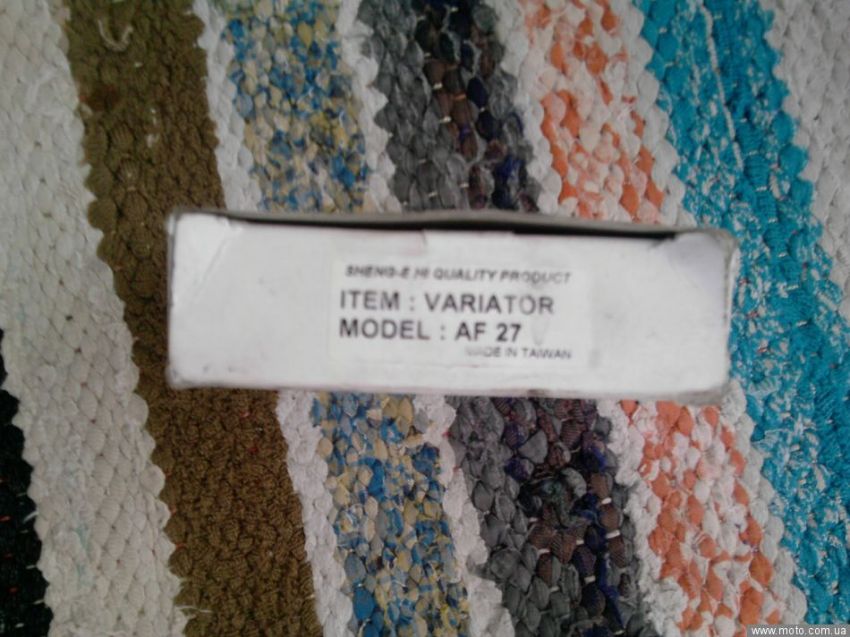 SHENG-E HI QUALITY PRODUCT
ITEM : VARIATOR
MODEL : AF 27
MADE IN TAIWAN
www.moto.com.ua